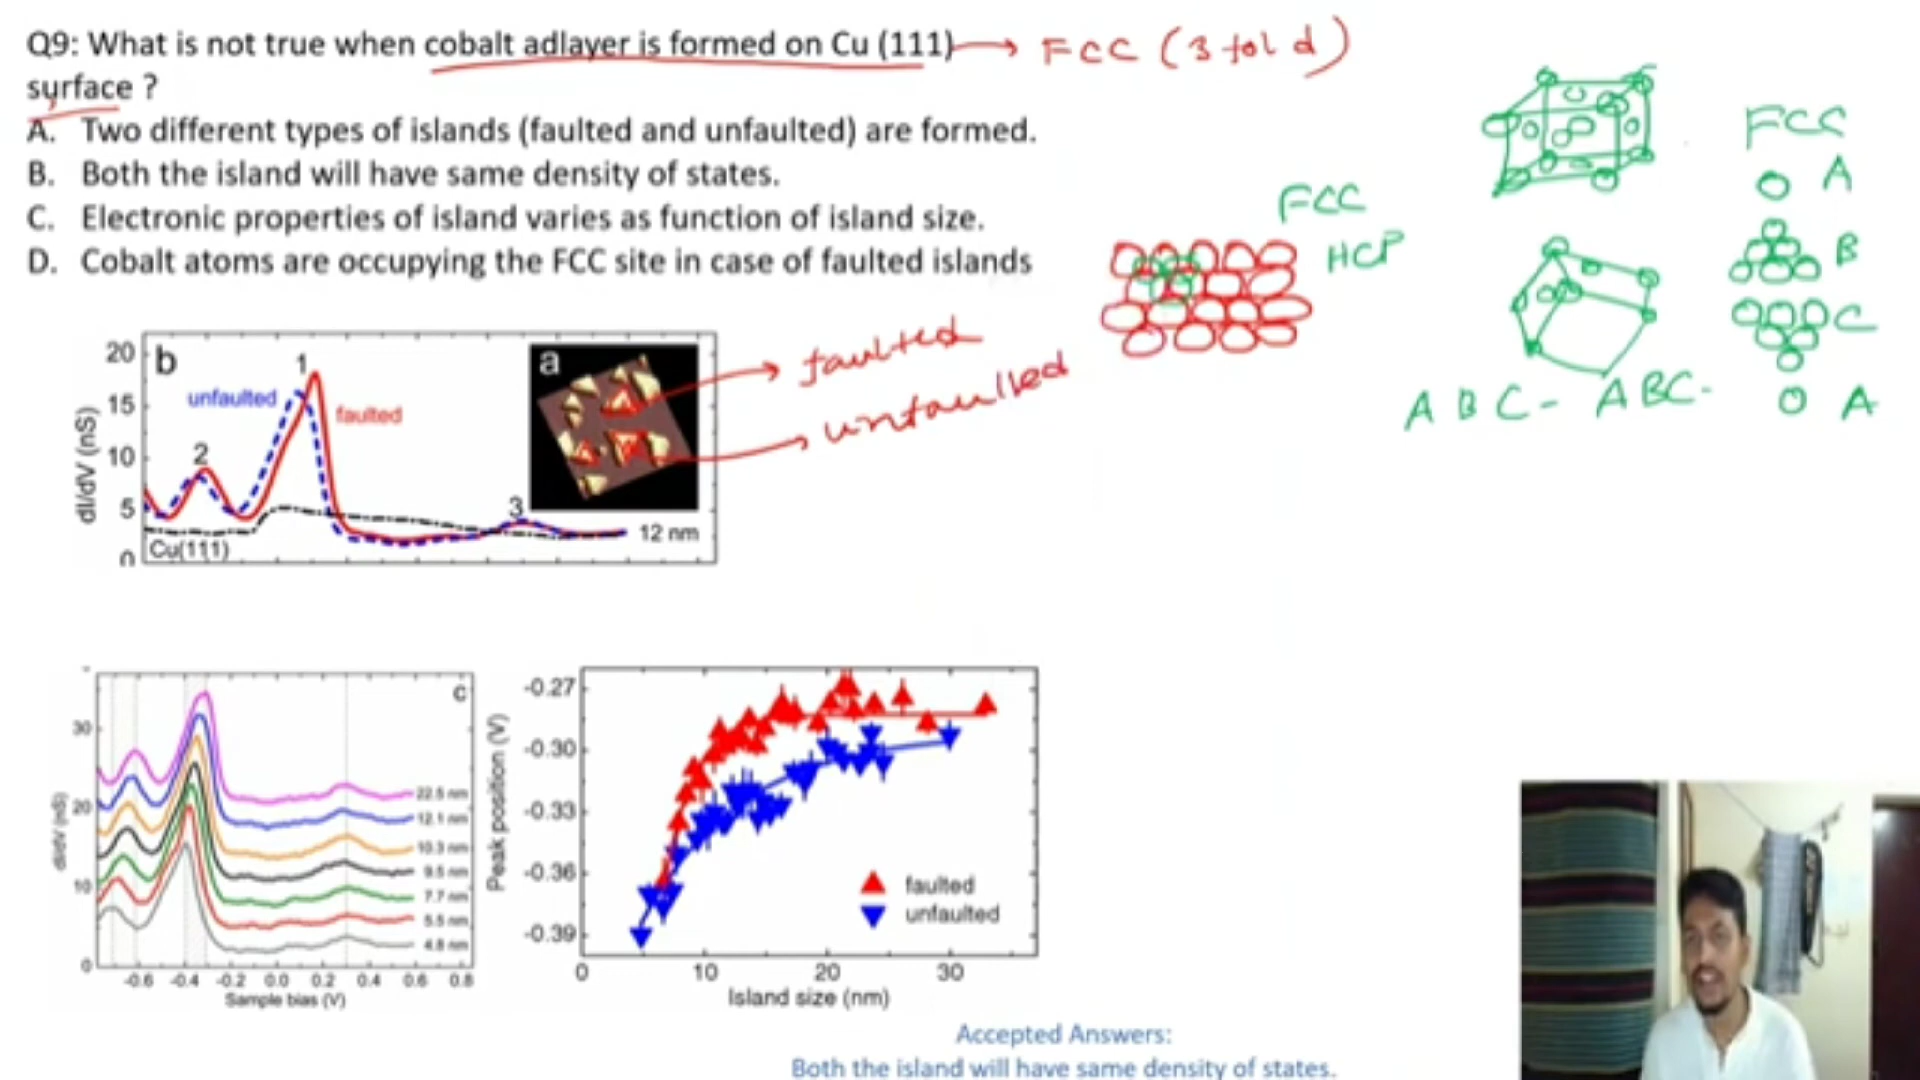 Q9: What is not true when cobalt adlayer is formed on Cu (111) → FCC (3 fold)
surface ?
A. Two different types of islands (faulted and unfaulted) are formed.
B. Both the island will have same density of states.
C. Electronic properties of island varies as function of island size.
D. Cobalt atoms are occupying the FCC site in case of faulted islands
FCC
HCP
FCC
A
B
C
A
ABC- ABC-
faulted
unfaulted
b
a
1
2
3
unfaulted
faulted
Cu(111)
12 nm
dI/dV (nS)
20
15
10
5
0
c
dI/dV (nS)
30
20
10
0
22.5 nm
12.1 nm
10.3 nm
9.5 nm
7.7 nm
5.5 nm
4.8 nm
-0.6 -0.4 -0.2 0.0 0.2 0.4 0.6 0.8
Sample bias (V)
Peak position (V)
-0.27
-0.30
-0.33
-0.36
-0.39
faulted
unfaulted
0 10 20 30
Island size (nm)
Accepted Answers:
Both the island will have same density of states.